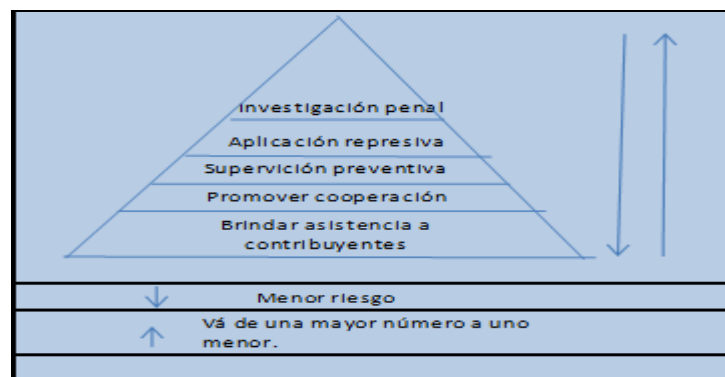 Investigación penal
Aplicación represiva
Supervición preventiva
Promover cooperación
Brindar asistencia a
contribuyentes
Menor riesgo
Vá de una mayor número a uno
menor.